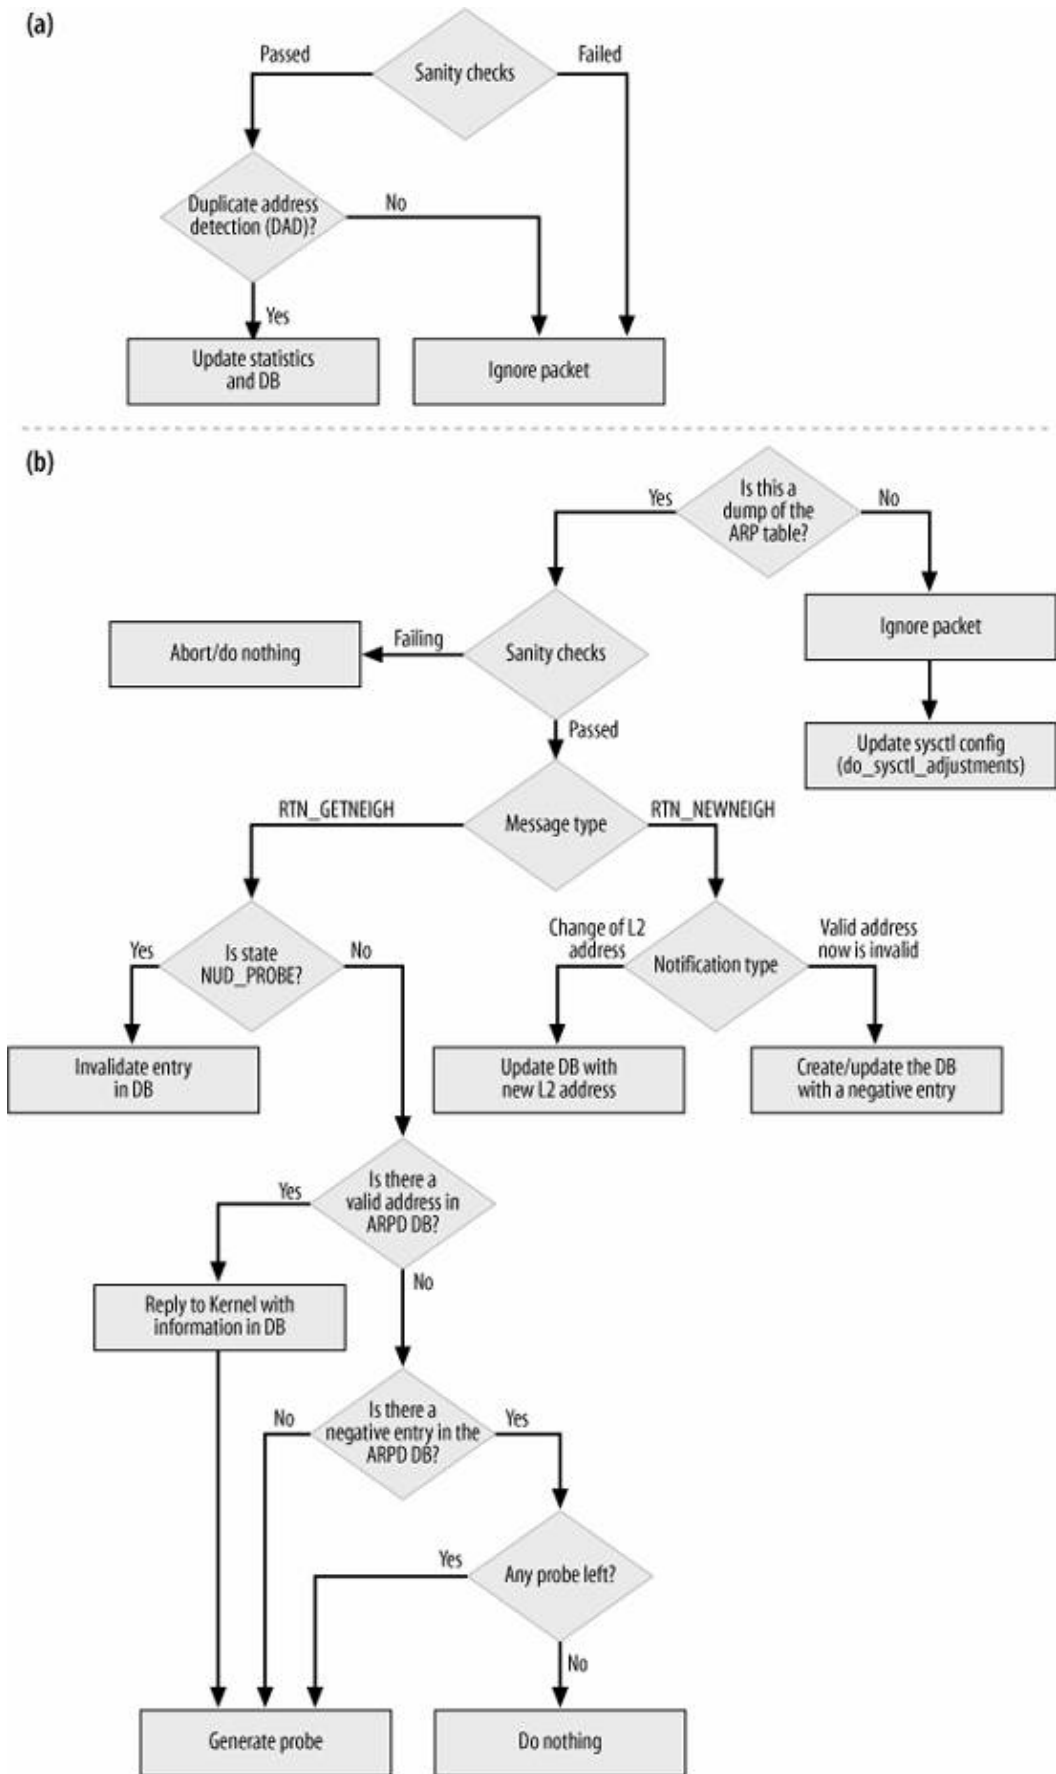 (a)
Passed
Failed
Sanity checks
Duplicate address
detection (DAD)?
No
Yes
Update statistics
and DB
Ignore packet
(b)
Is this a
dump of the
ARP table?
Yes
No
Ignore packet
Abort/do nothing
Failing
Sanity checks
Passed
Update sysctl config
(do_sysctl_adjustments)
RTN_GETNEIGH
Message type
RTN_NEWNEIGH
Yes
Is state
NUD_PROBE?
No
Change of L2
address
Notification type
Valid address
now is invalid
Invalidate entry
in DB
Update DB with
new L2 address
Create/update the DB
with a negative entry
Is there a
valid address in
ARPD DB?
Yes
No
Reply to Kernel with
information in DB
No
Is there a
negative entry in the
ARPD DB?
Yes
Yes
Any probe left?
No
Generate probe
Do nothing